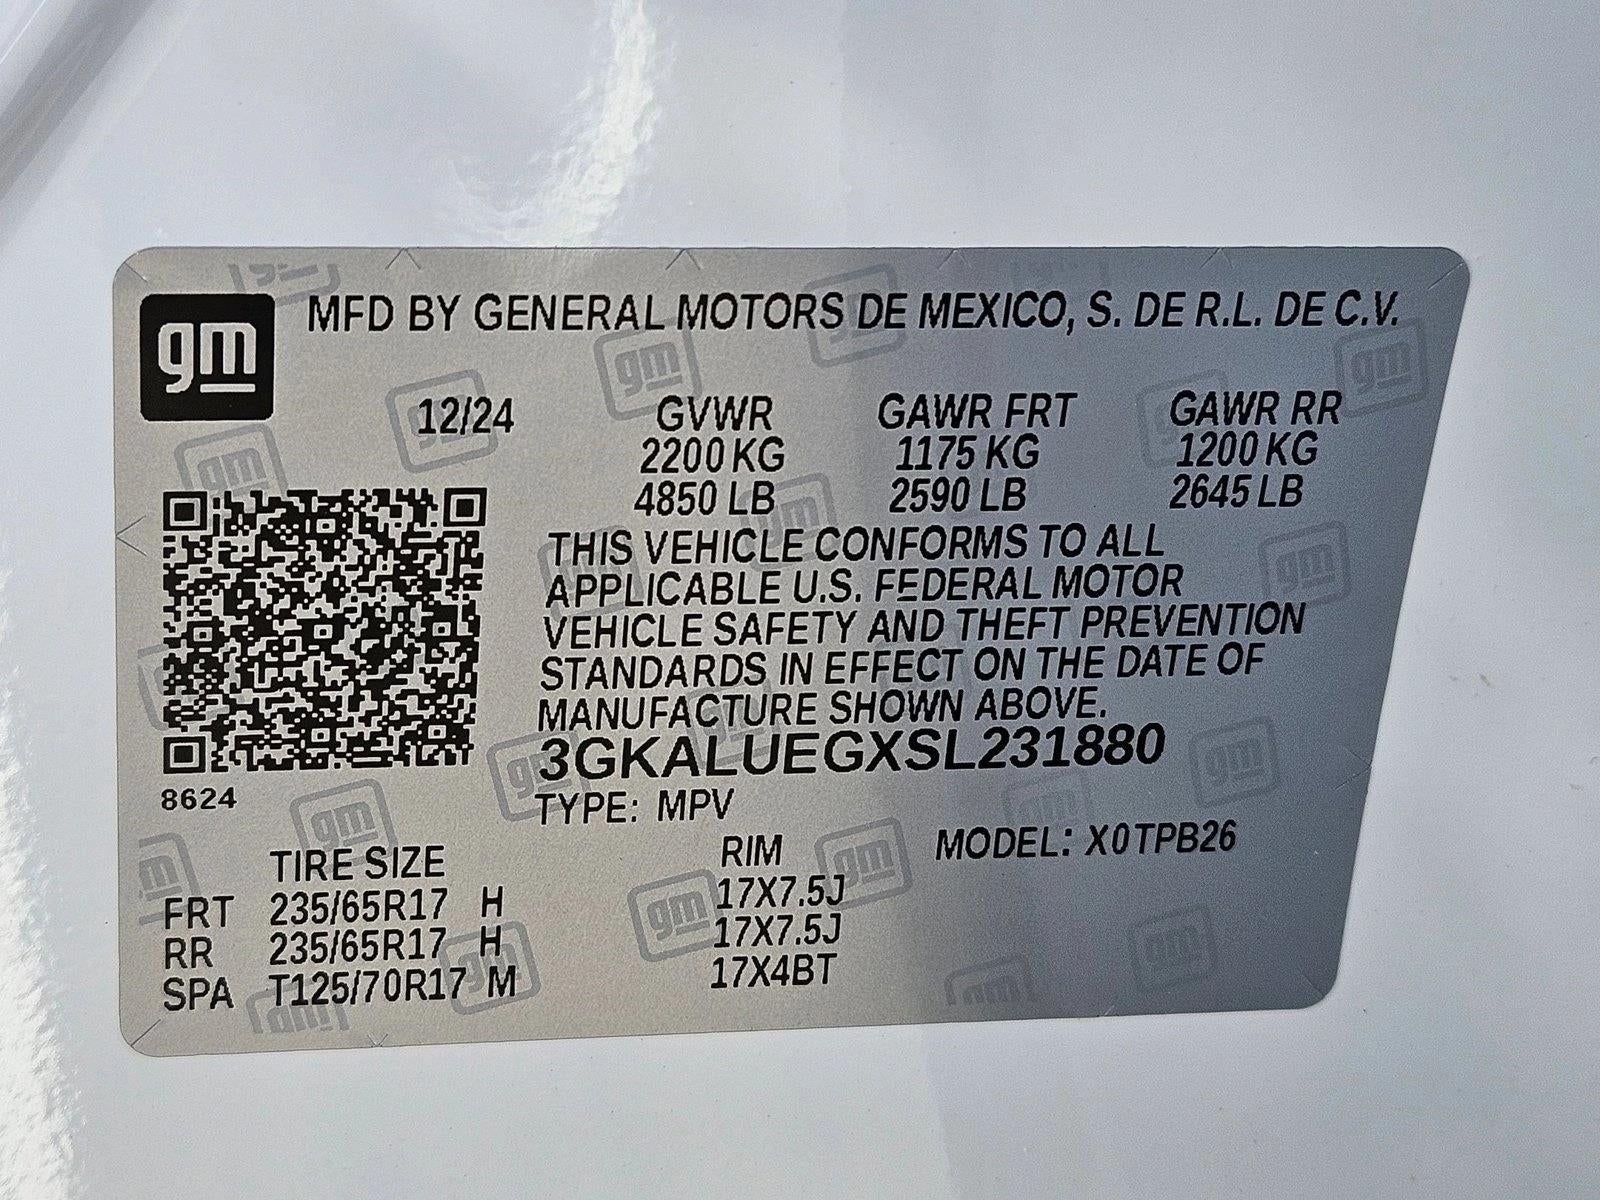 gm MFD BY GENERAL MOTORS DE MEXICO, S. DE R.L. DE C.V.
12/24 GVWR GAWR FRT GAWR RR
2200 KG 1175 KG 1200 KG
4850 LB 2590 LB 2645 LB
THIS VEHICLE CONFORMS TO ALL
APPLICABLE U.S. FEDERAL MOTOR
VEHICLE SAFETY AND THEFT PREVENTION
STANDARDS IN EFFECT ON THE DATE OF
MANUFACTURE SHOWN ABOVE.
3GKALUEGXSL231880
8624 TYPE: MPV
TIRE SIZE RIM MODEL: X0TPB26
FRT 235/65R17 H 17X7.5J
RR 235/65R17 H 17X7.5J
SPA T125/70R17 M 17X4BT